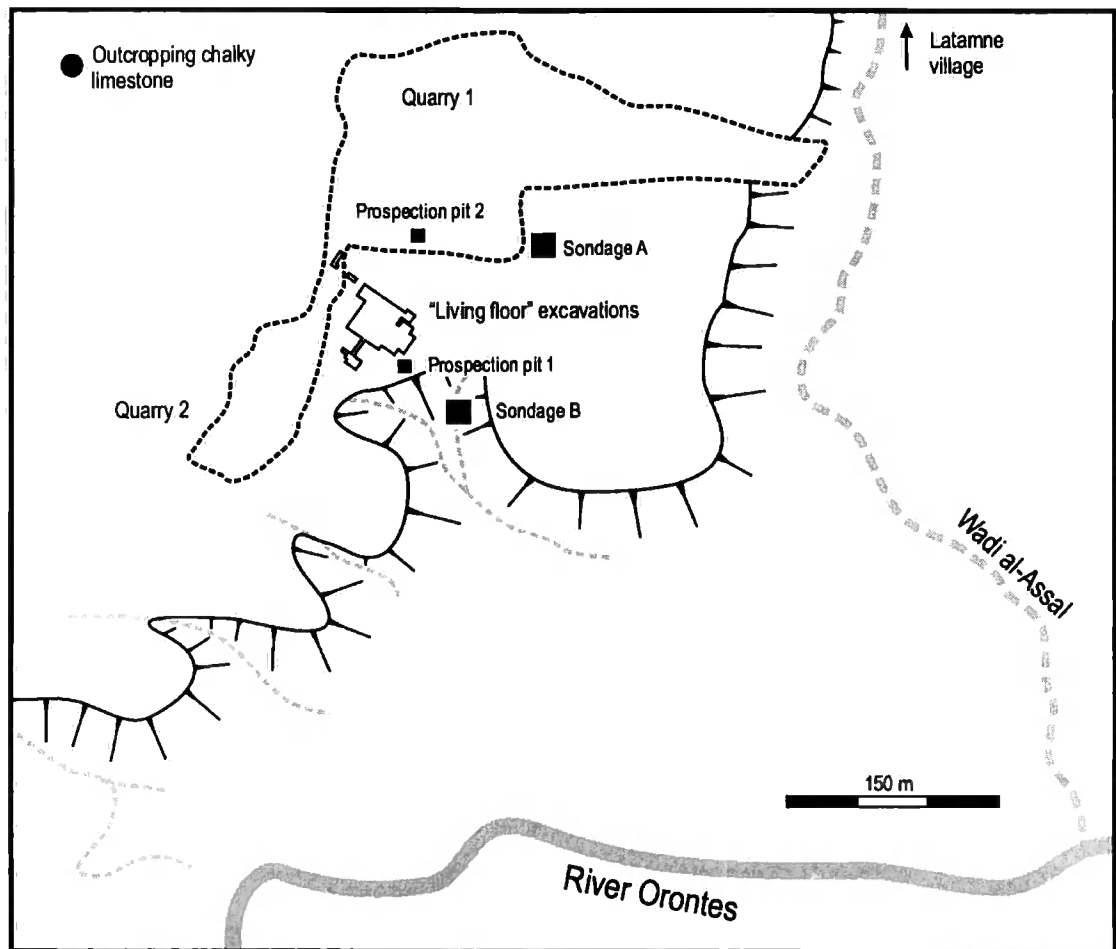 Outcropping chalky
limestone
Latamne
village
Quarry 1
Prospection pit 2
Sondage A
"Living floor" excavations
Prospection pit 1
Quarry 2
Sondage B
Wadi al-Assal
150 m
River Orontes